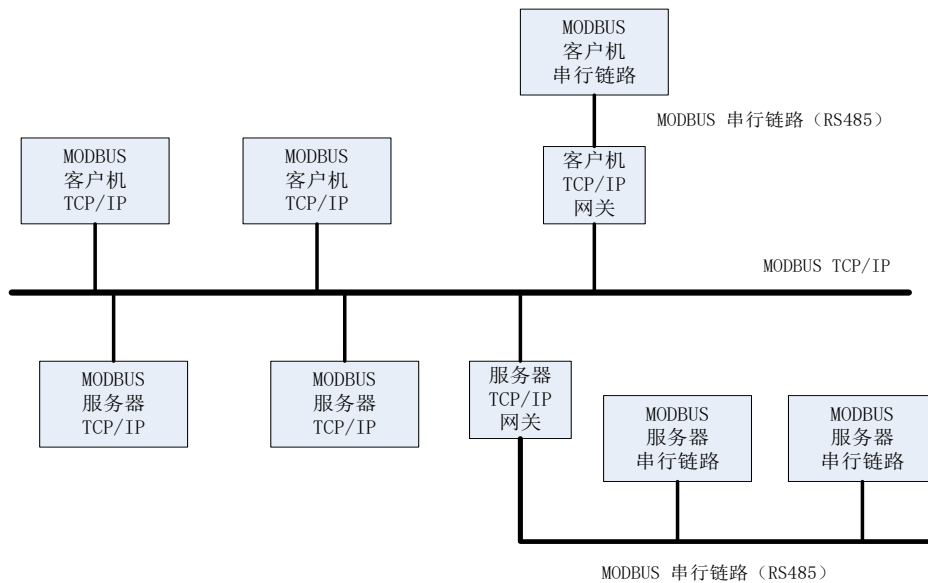 MODBUS
客户机
串行链路
MODBUS 串行链路（RS485）
MODBUS
客户机
TCP/IP
MODBUS
客户机
TCP/IP
客户机
TCP/IP
网关
MODBUS TCP/IP
MODBUS
服务器
TCP/IP
MODBUS
服务器
TCP/IP
服务器
TCP/IP
网关
MODBUS
服务器
串行链路
MODBUS
服务器
串行链路
MODBUS 串行链路（RS485）